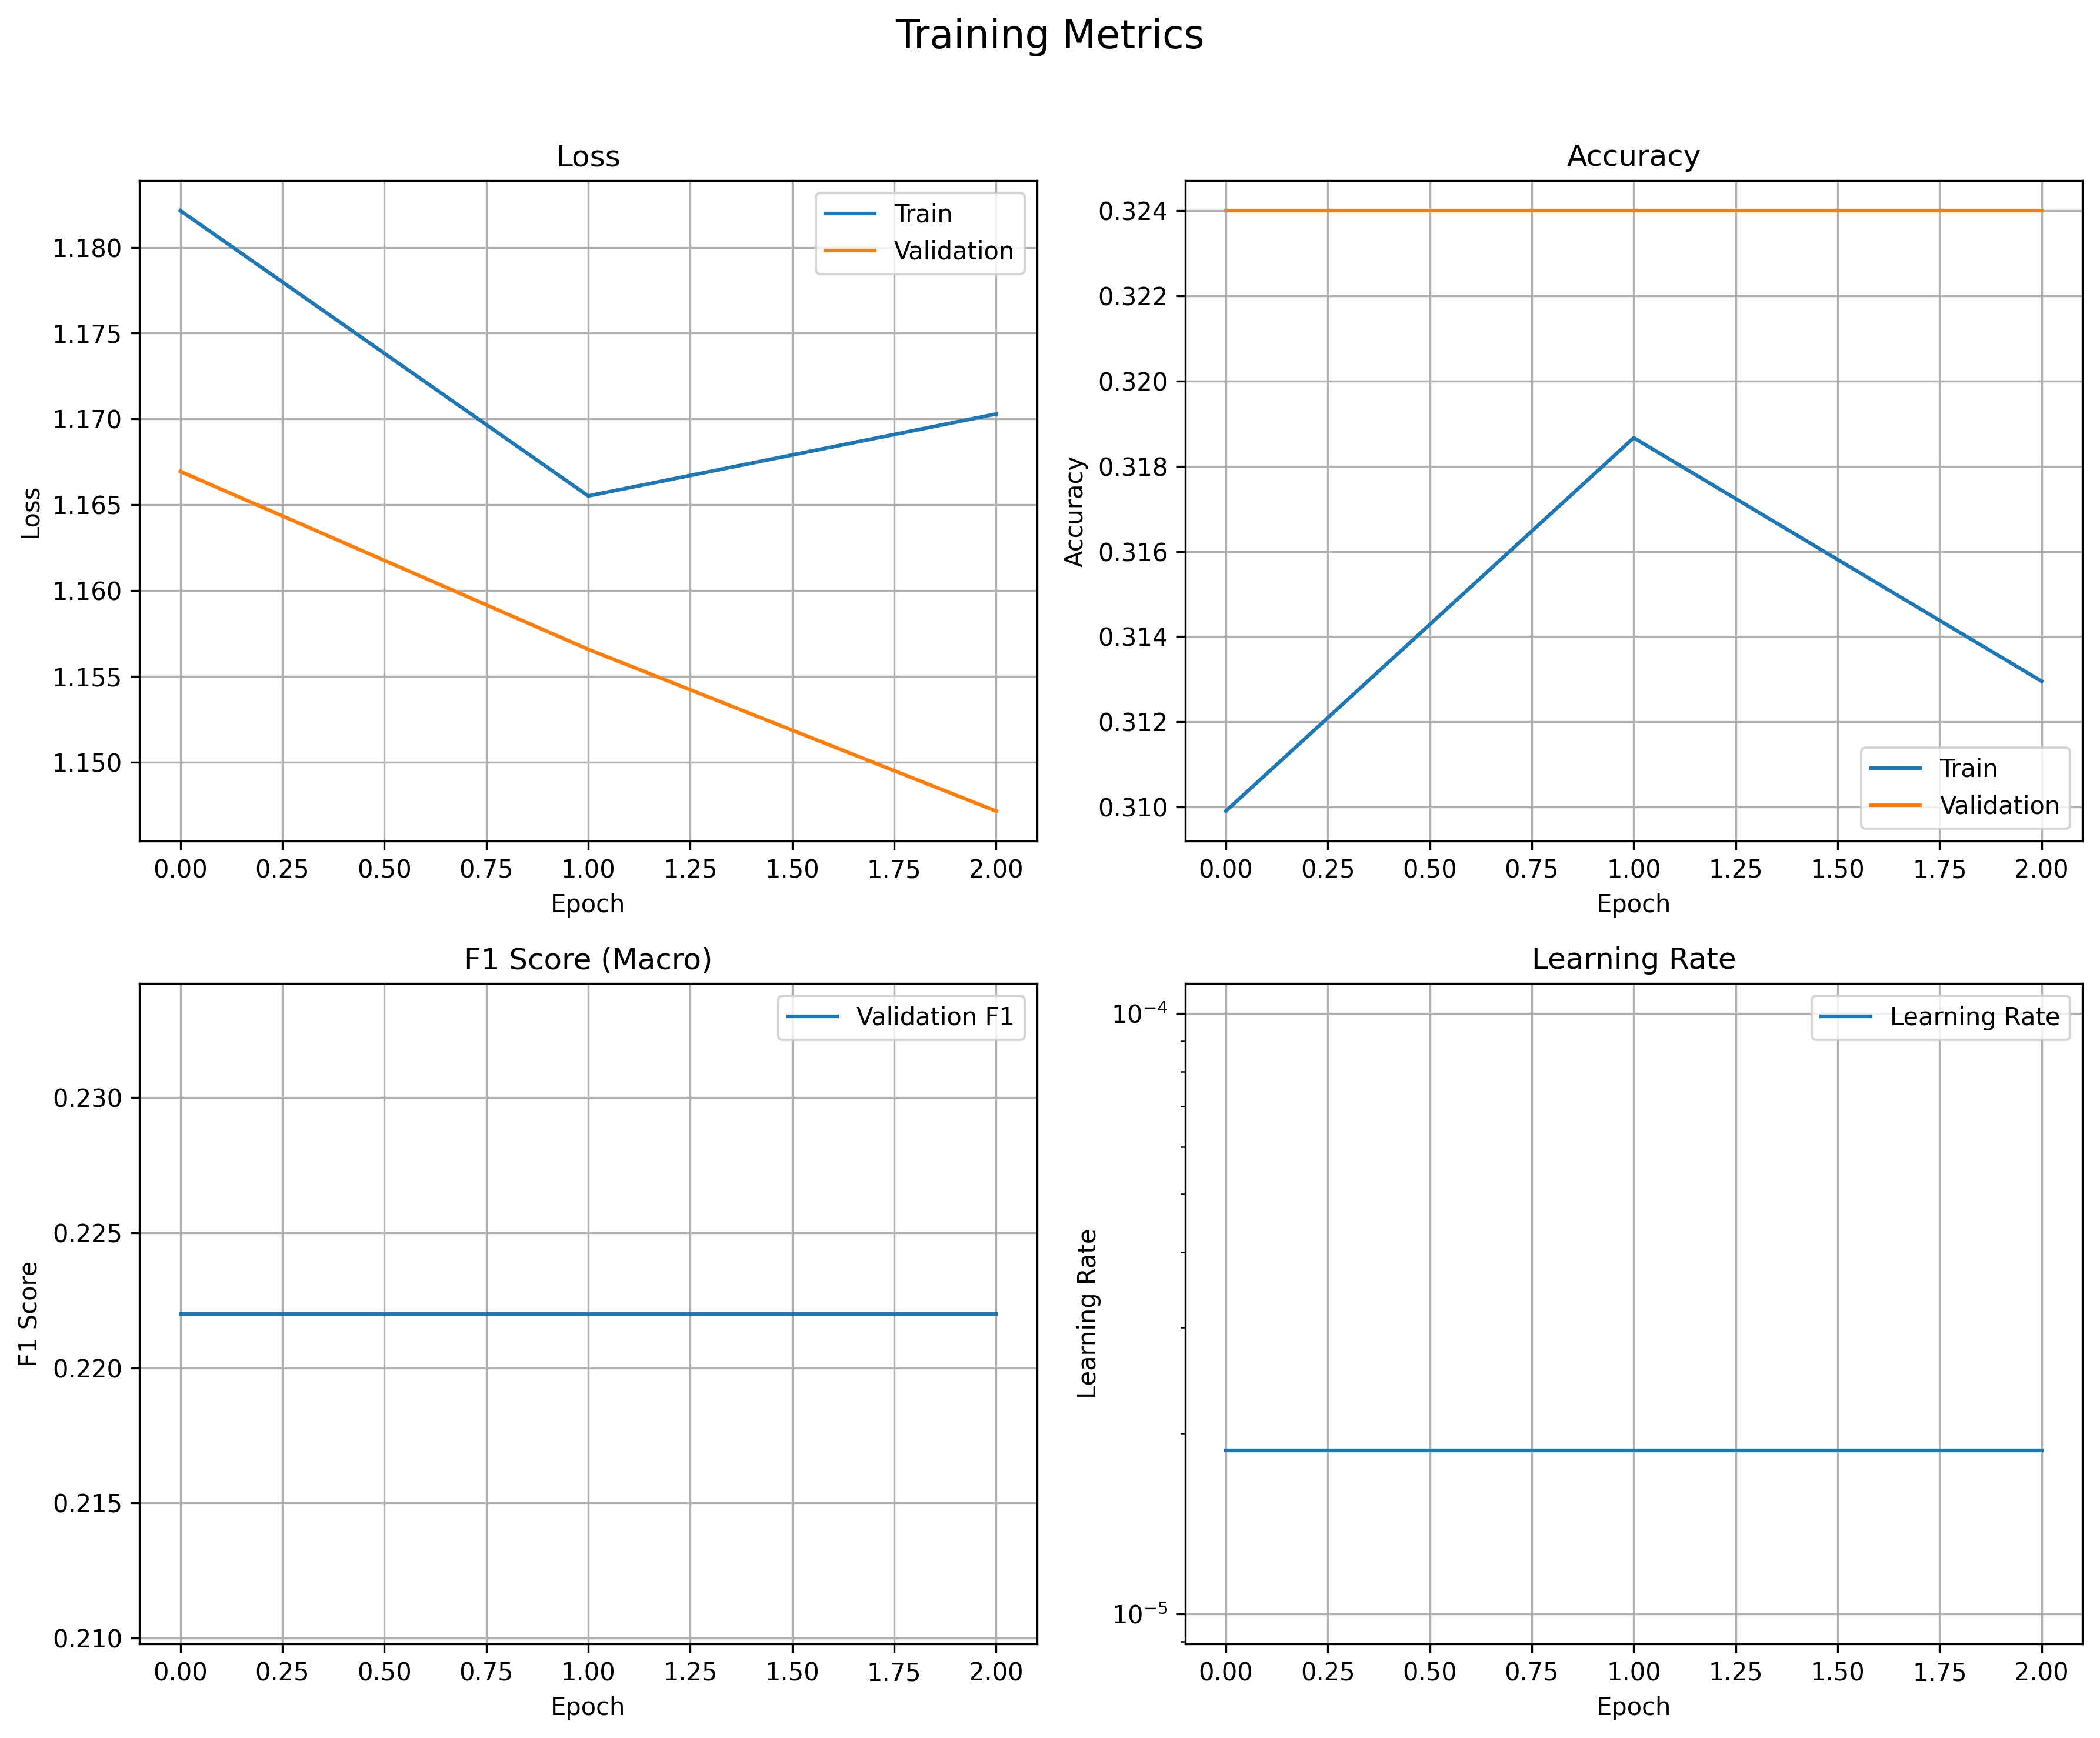 Training Metrics
Loss
1.180
1.175
1.170
1.165
1.160
1.155
1.150
Loss
Train
Validation
0.00 0.25 0.50 0.75 1.00 1.25 1.50 1.75 2.00
Epoch
Accuracy
0.324
0.322
0.320
0.318
0.316
0.314
0.312
0.310
Accuracy
Train
Validation
0.00 0.25 0.50 0.75 1.00 1.25 1.50 1.75 2.00
Epoch
F1 Score (Macro)
0.230
0.225
0.220
0.215
0.210
F1 Score
Validation F1
0.00 0.25 0.50 0.75 1.00 1.25 1.50 1.75 2.00
Epoch
Learning Rate
10⁻⁴
10⁻⁵
Learning Rate
Learning Rate
0.00 0.25 0.50 0.75 1.00 1.25 1.50 1.75 2.00
Epoch